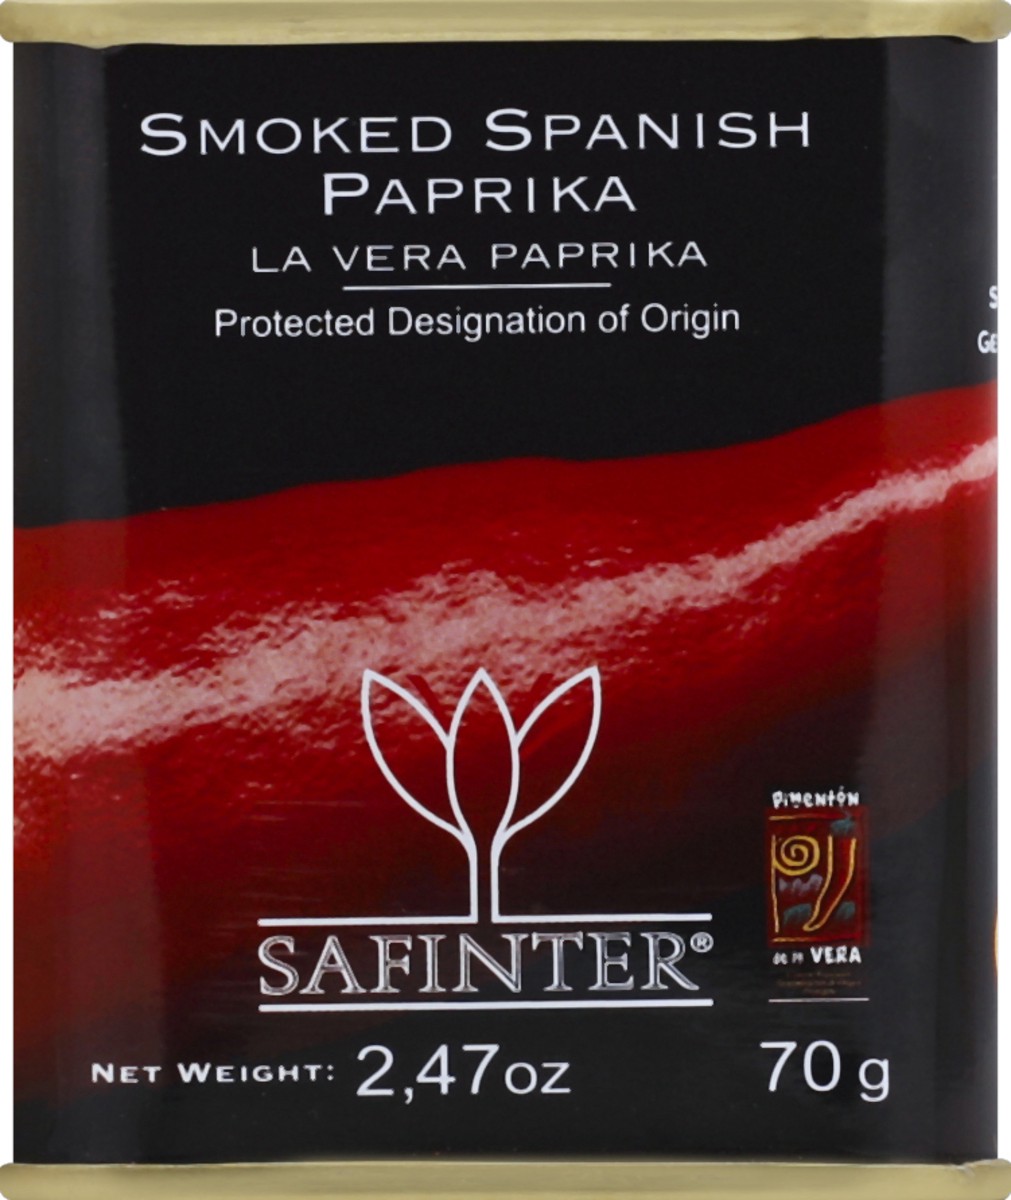 SMOKED SPANISH
PAPRIKA
LA VERA PAPRIKA
Protected Designation of Origin
S
GE
PimentÓN
de la VERA
SAFINTER®
NET WEIGHT: 2,47oz 70 g